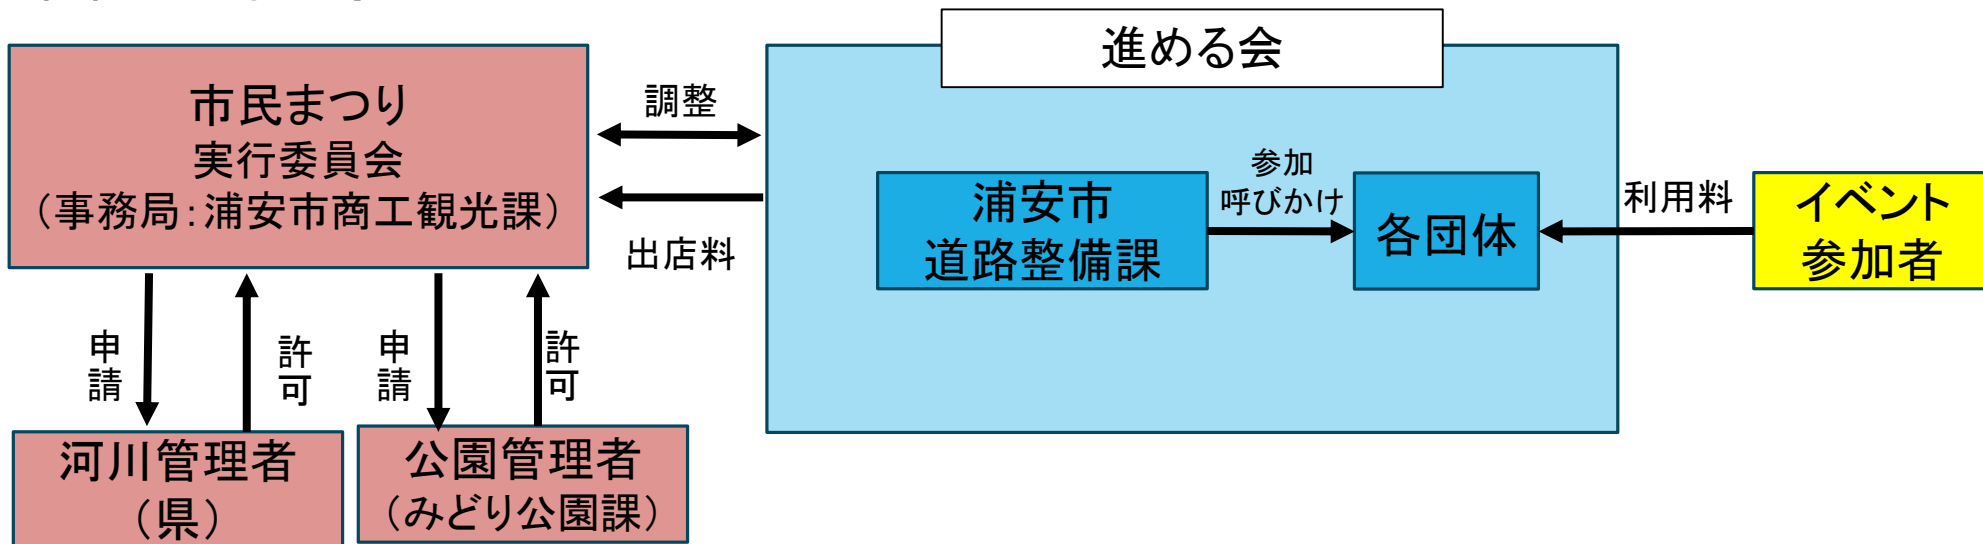 進める会
市民まつり
実行委員会
（事務局：浦安市商工観光課）
調整
出店料
浦安市
道路整備課
参加
呼びかけ
各団体
利用料
イベント
参加者
申請
許可
申請
許可
河川管理者
（県）
公園管理者
（みどり公園課）